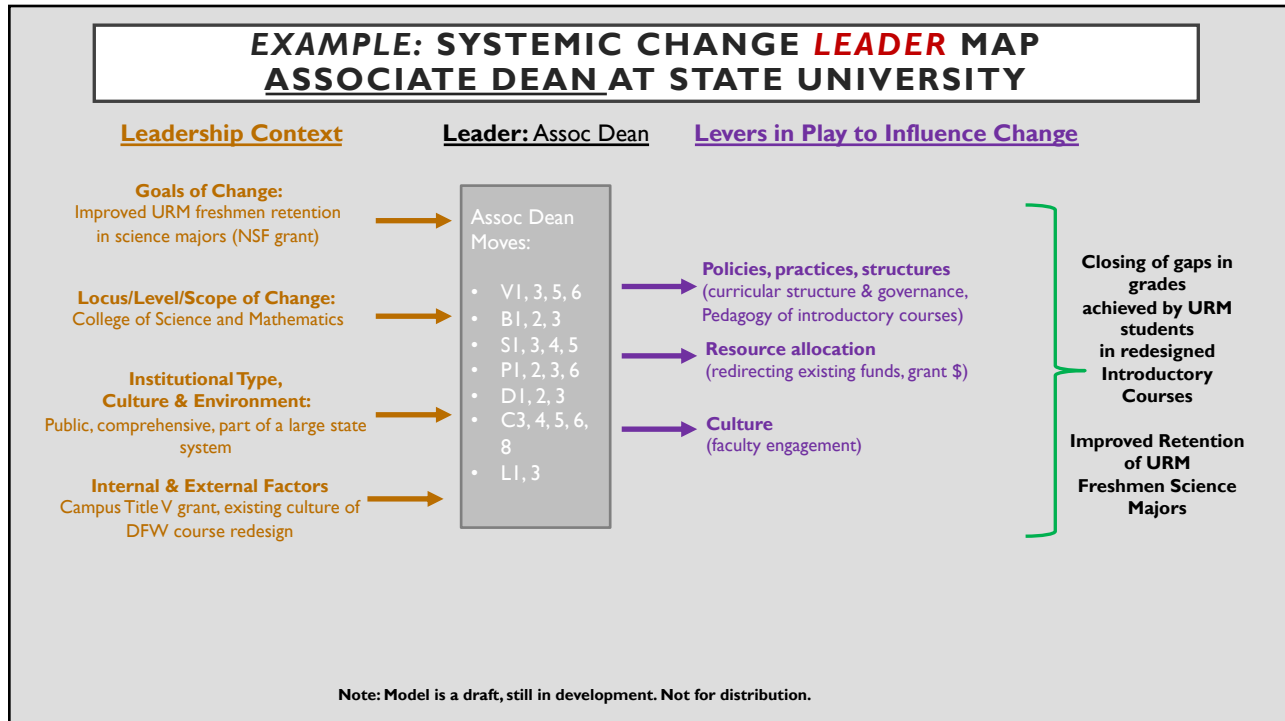 EXAMPLE: SYSTEMIC CHANGE LEADER MAP
ASSOCIATE DEAN AT STATE UNIVERSITY
Leadership Context
Goals of Change:
Improved URM freshmen retention
in science majors (NSF grant)
Locus/Level/Scope of Change:
College of Science and Mathematics
Institutional Type,
Culture & Environment:
Public, comprehensive, part of a large state
system
Internal & External Factors
Campus Title V grant, existing culture of
DFW course redesign
Leader: Assoc Dean
Assoc Dean
Moves:
• V1, 3, 5, 6
• B1, 2, 3
• S1, 3, 4, 5
• P1, 2, 3, 6
• D1, 2, 3
• C3, 4, 5, 6,
8
• L1, 3
Levers in Play to Influence Change
Policies, practices, structures
(curricular structure & governance,
Pedagogy of introductory courses)
Resource allocation
(redirecting existing funds, grant $)
Culture
(faculty engagement)
Closing of gaps in
grades
achieved by URM
students
in redesigned
Introductory
Courses
Improved Retention
of URM
Freshmen Science
Majors
Note: Model is a draft, still in development. Not for distribution.